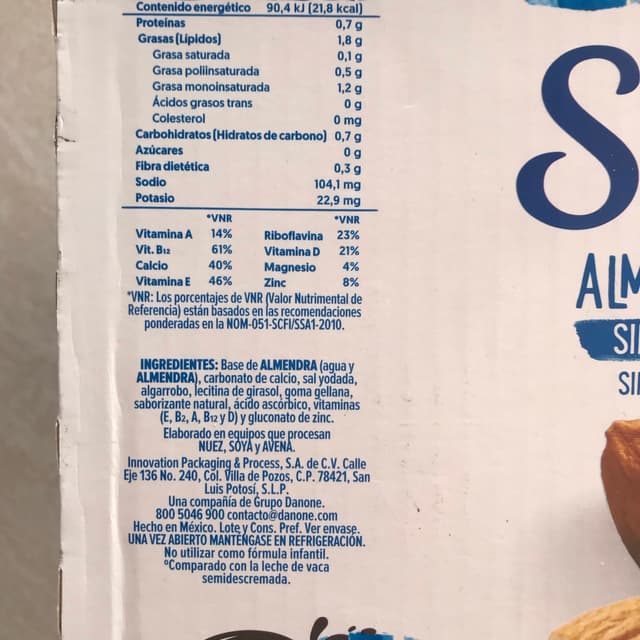 Contenido energético 90,4 kJ (21,8 kcal)
Proteínas 0,7 g
Grasas (Lípidos) 1,8 g
Grasa saturada 0,1 g
Grasa poliinsaturada 0,5 g
Grasa monoinsaturada 1,2 g
Ácidos grasos trans 0 g
Colesterol 0 mg
Carbohidratos (Hidratos de carbono) 0,7 g
Azúcares 0 g
Fibra dietética 0,3 g
Sodio 104,1 mg
Potasio 22,9 mg
*VNR *VNR
Vitamina A 14% Riboflavina 23%
Vit. B12 61% Vitamina D 21%
Calcio 40% Magnesio 4%
Vitamina E 46% Zinc 8%
*VNR: Los porcentajes de VNR (Valor Nutrimental de
Referencia) están basados en las recomendaciones
ponderadas en la NOM-051-SCFI/SSA1-2010.
INGREDIENTES: Base de ALMENDRA (agua y
ALMENDRA), carbonato de calcio, sal yodada,
algarrobo, lecitina de girasol, goma gellana,
saborizante natural, ácido ascórbico, vitaminas
(E, B2, A, B12 y D) y gluconato de zinc.
Elaborado en equipos que procesan
NUEZ, SOYA y AVENA.
Innovation Packaging & Process, S.A. de C.V. Calle
Eje 136 No. 240, Col. Villa de Pozos, C.P. 78421, San
Luis Potosí, S.L.P.
Una compañía de Grupo Danone.
800 5046 900 contacto@danone.com
Hecho en México. Lote y Cons. Pref. Ver envase.
UNA VEZ ABIERTO MANTÉNGASE EN REFRIGERACIÓN.
No utilizar como fórmula infantil.
°Comparado con la leche de vaca
semidescremada.
S
ALM
SI
SI